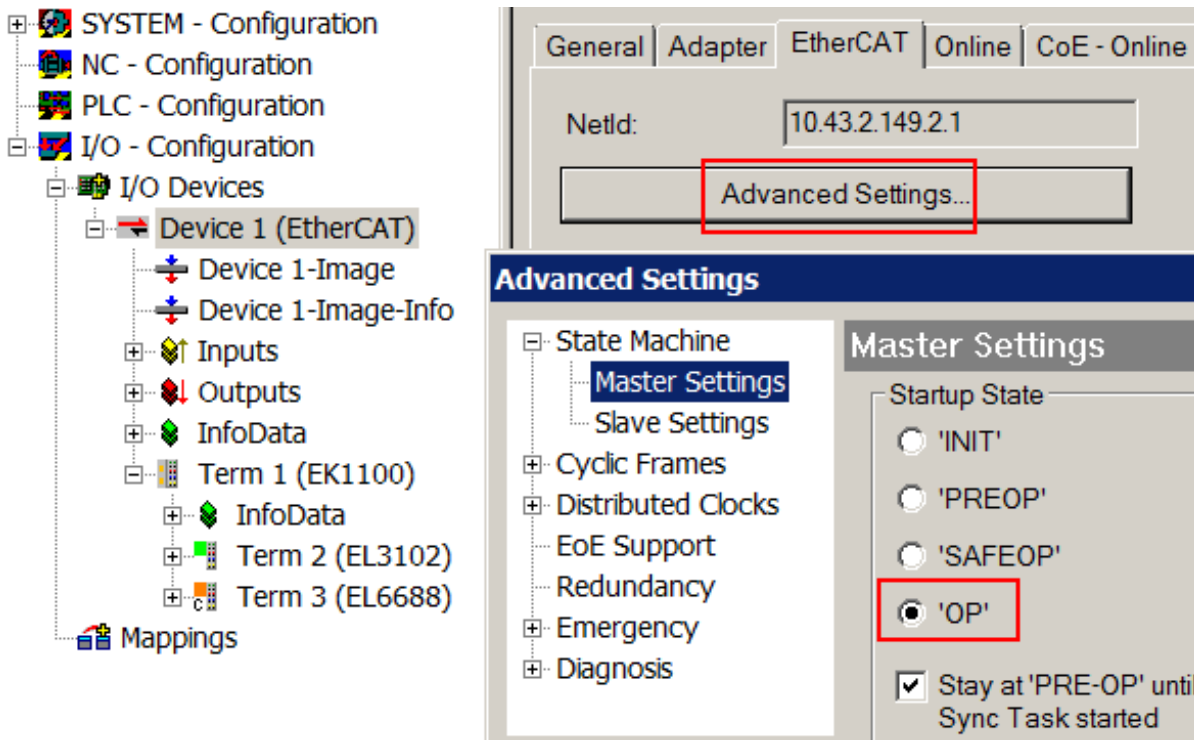 SYSTEM - Configuration
NC - Configuration
PLC - Configuration
I/O - Configuration
I/O Devices
Device 1 (EtherCAT)
Device 1-Image
Device 1-Image-Info
Inputs
Outputs
InfoData
Term 1 (EK1100)
InfoData
Term 2 (EL3102)
Term 3 (EL6688)
C
Mappings
General Adapter EtherCAT Online CoE - Online
NetId: 10.43.2.149.2.1
Advanced Settings...
Advanced Settings
State Machine
Master Settings
Slave Settings
Cyclic Frames
Distributed Clocks
EoE Support
Redundancy
Emergency
Diagnosis
Master Settings
Startup State
'INIT'
'PREOP'
'SAFEOP'
'OP'
Stay at 'PRE-OP' until
Sync Task started